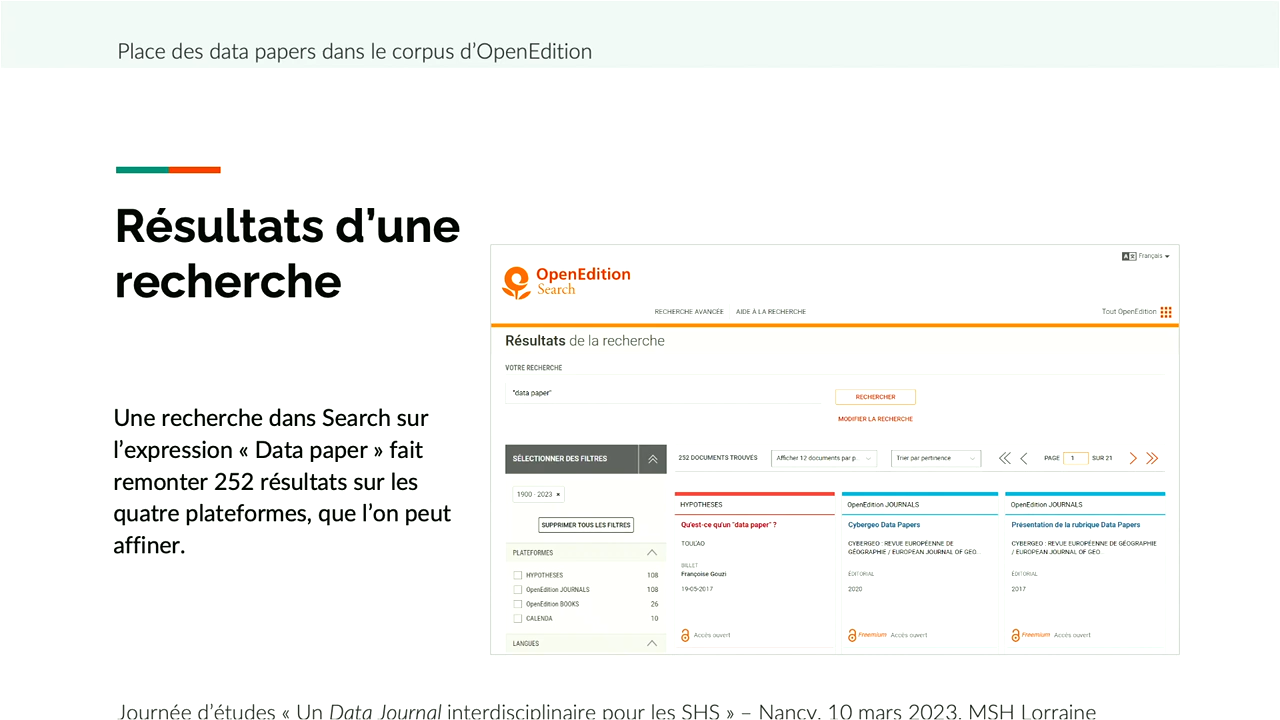 Place des data papers dans le corpus d’OpenEdition
Résultats d’une
recherche
Une recherche dans Search sur
l’expression « Data paper » fait
remonter 252 résultats sur les
quatre plateformes, que l’on peut
affiner.
Français
OpenEdition
Search
RECHERCHE AVANCÉE AIDE À LA RECHERCHE
Tout OpenEdition
Résultats de la recherche
VOTRE RECHERCHE
"data paper"
RECHERCHER
MODIFIER LA RECHERCHE
SÉLECTIONNER DES FILTRES
252 DOCUMENTS TROUVÉS
Afficher 12 documents par p.
Trier par pertinence
PAGE 1 SUR 21
1900 - 2023 ×
SUPPRIMER TOUS LES FILTRES
PLATEFORMES
HYPOTHESES 108
OpenEdition JOURNALS 108
OpenEdition BOOKS 26
CALENDA 10
LANGUES
HYPOTHESES
Qu'est-ce qu'un "data paper" ?
TOUL'AO
BILLET
Françoise Gouzi
19-05-2017
Accès ouvert
OpenEdition JOURNALS
Cybergeo Data Papers
CYBERGEO : REVUE EUROPÉENNE DE
GÉOGRAPHIE / EUROPEAN JOURNAL OF GEO...
ÉDITORIAL
2020
Freemium Accès ouvert
OpenEdition JOURNALS
Présentation de la rubrique Data Papers
CYBERGEO : REVUE EUROPÉENNE DE GÉOGRAPHIE
/ EUROPEAN JOURNAL OF GEO...
ÉDITORIAL
2017
Freemium Accès ouvert
Journée d’études « Un Data Journal interdisciplinaire pour les SHS » – Nancy, 10 mars 2023, MSH Lorraine